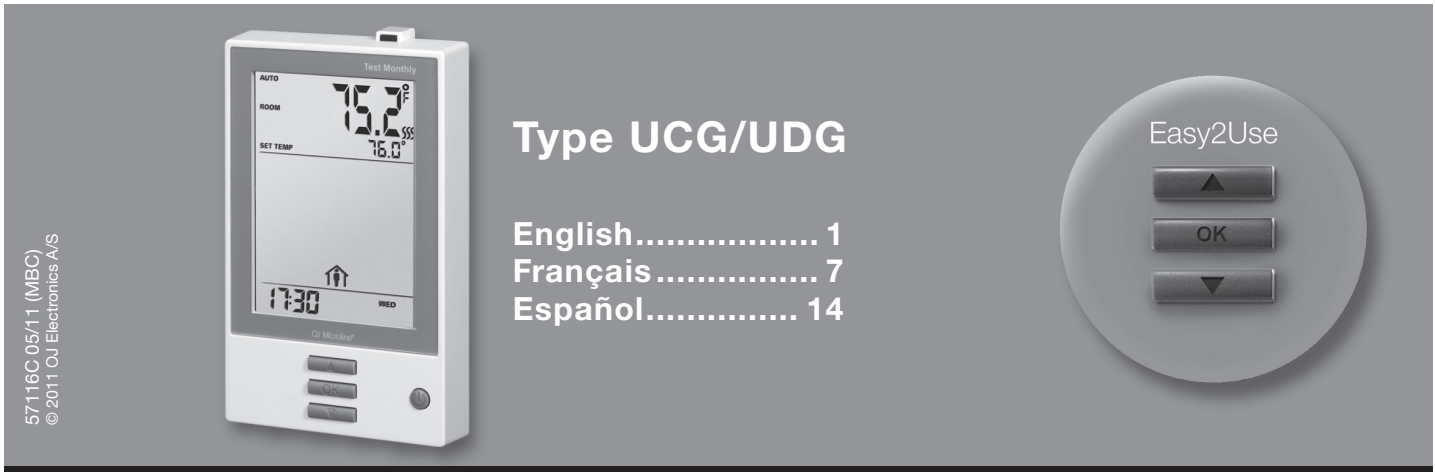 57116C 05/11 (MBC)
© 2011 OJ Electronics A/S
Test Monthly
AUTO
75.2°F
ROOM
SET TEMP
76.0°
17:30
WED
OJ Microline®
OK
Type UCG/UDG
English.................. 1
Français................ 7
Español............... 14
Easy2Use
OK